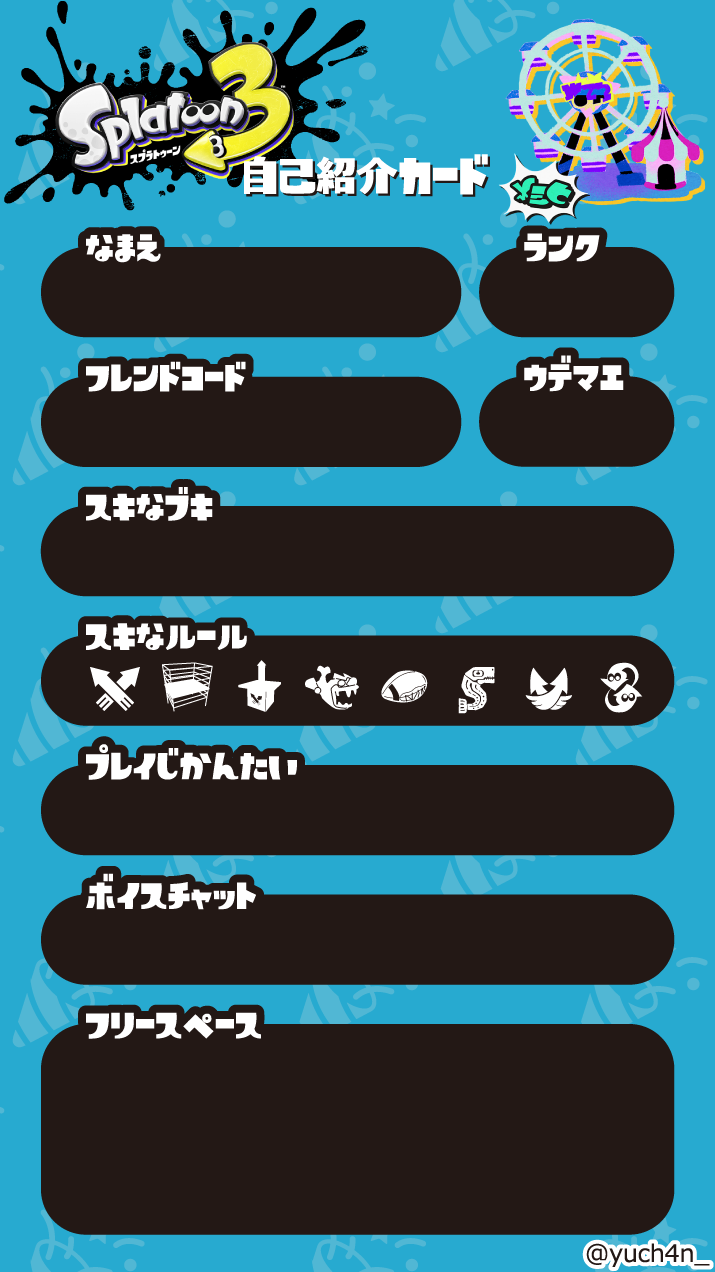 Splatoon 3
スプラトゥーン 3
自己紹介カード
なまえ
ランク
フレンドコード
ウデマエ
スキなブキ
スキなルール
プレイじかんたい
ボイスチャット
フリースペース
@yuch4n_